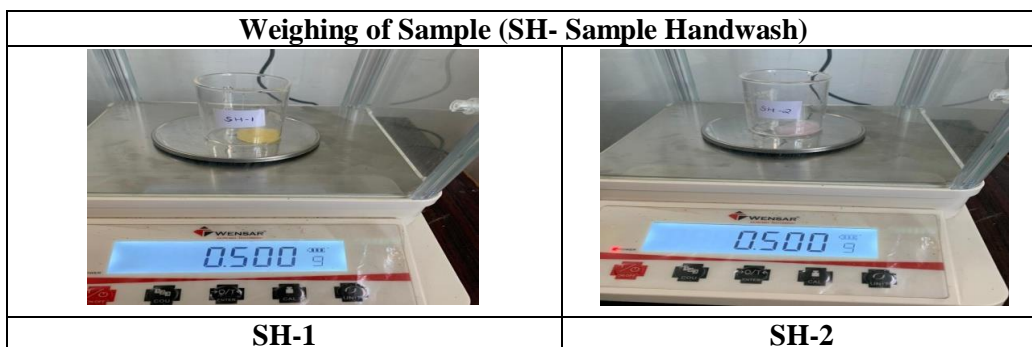 Weighing of Sample (SH- Sample Handwash)
SH-1
WENSAR
0.500 g
SH-2
WENSAR
0.500 g
SH-1
SH-2